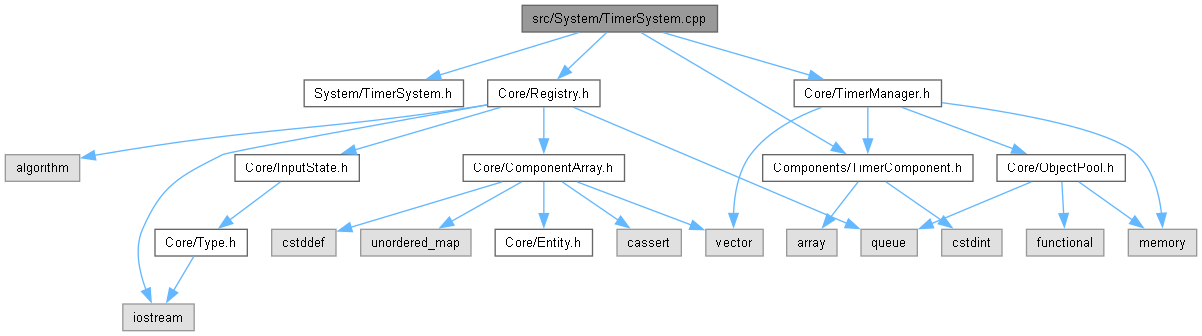 src/System/TimerSystem.cpp
System/TimerSystem.h
Core/Registry.h
Core/TimerManager.h
algorithm
Core/InputState.h
Core/ComponentArray.h
Components/TimerComponent.h
Core/ObjectPool.h
Core/Type.h
cstddef
unordered_map
Core/Entity.h
cassert
vector
array
queue
cstdint
functional
memory
iostream